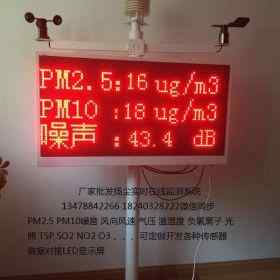 PM2.5:16 ug/m3
PM10 :18 ug/m3
噪声 :43.4 dB
厂家批发扬尘实时在线监测系统
13478842266 18240328222微信同步
PM2.5 PM10噪音 风向风速 气压 温湿度 负氧离子 光
照 TSP SO2 NO2 O3 。。。可定制开发各种传感器
自定对接LED显示屏